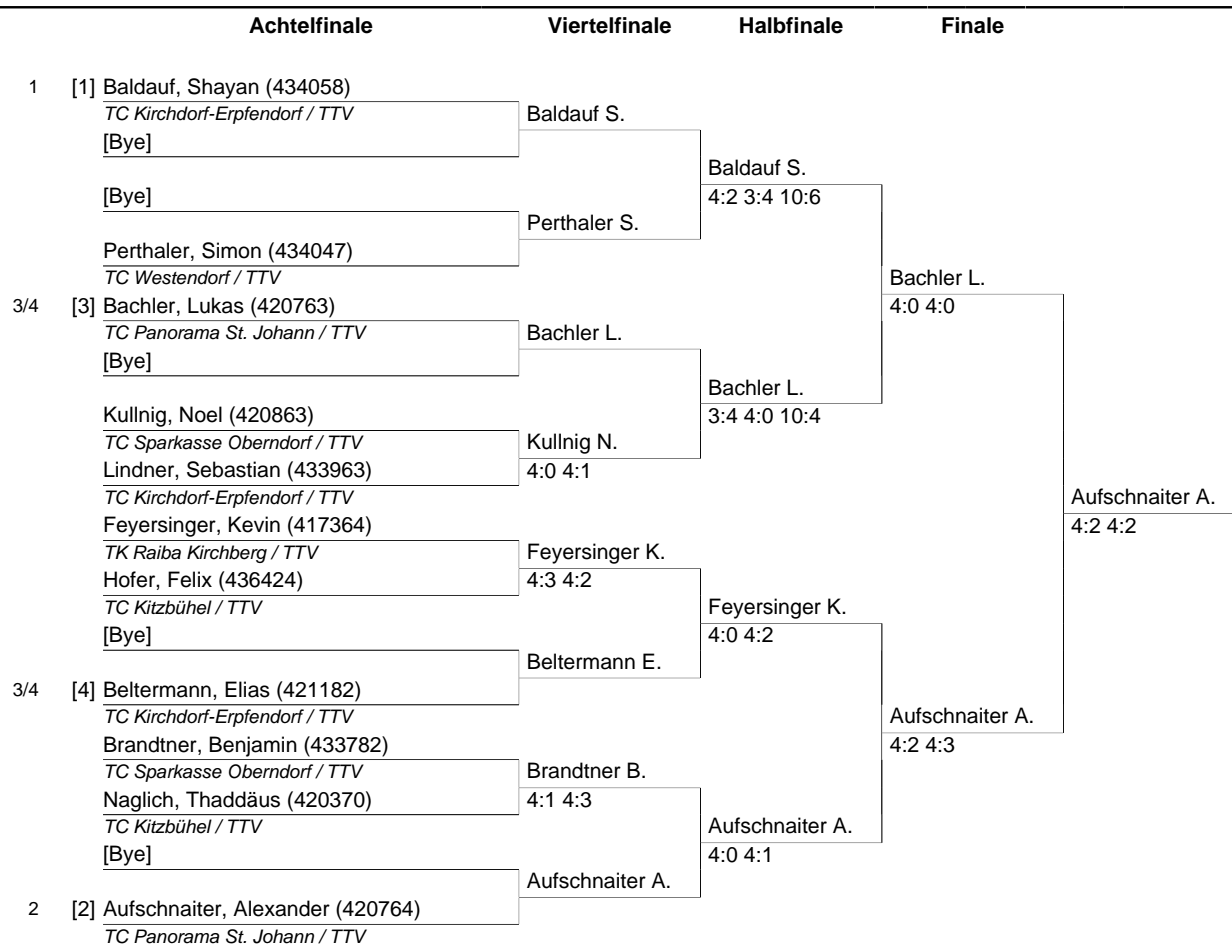 Achtelfinale Viertelfinale Halbfinale Finale
1 [1] Baldauf, Shayan (434058)
TC Kirchdorf-Erpfendorf / TTV Baldauf S.
[Bye]
Baldauf S.
[Bye] 4:2 3:4 10:6
Perthaler S.
Perthaler, Simon (434047)
TC Westendorf / TTV Bachler L.
3/4 [3] Bachler, Lukas (420763) 4:0 4:0
TC Panorama St. Johann / TTV Bachler L.
[Bye]
Bachler L.
Kullnig, Noel (420863) 3:4 4:0 10:4
TC Sparkasse Oberndorf / TTV Kullnig N.
Lindner, Sebastian (433963) 4:0 4:1
TC Kirchdorf-Erpfendorf / TTV Aufschnaiter A.
Feyersinger, Kevin (417364) 4:2 4:2
TK Raiba Kirchberg / TTV Feyersinger K.
Hofer, Felix (436424) 4:3 4:2
TC Kitzbühel / TTV Feyersinger K.
[Bye] 4:0 4:2
Beltermann E.
3/4 [4] Beltermann, Elias (421182)
TC Kirchdorf-Erpfendorf / TTV Aufschnaiter A.
Brandtner, Benjamin (433782) 4:2 4:3
TC Sparkasse Oberndorf / TTV Brandtner B.
Naglich, Thaddäus (420370) 4:1 4:3
TC Kitzbühel / TTV Aufschnaiter A.
[Bye] 4:0 4:1
Aufschnaiter A.
2 [2] Aufschnaiter, Alexander (420764)
TC Panorama St. Johann / TTV